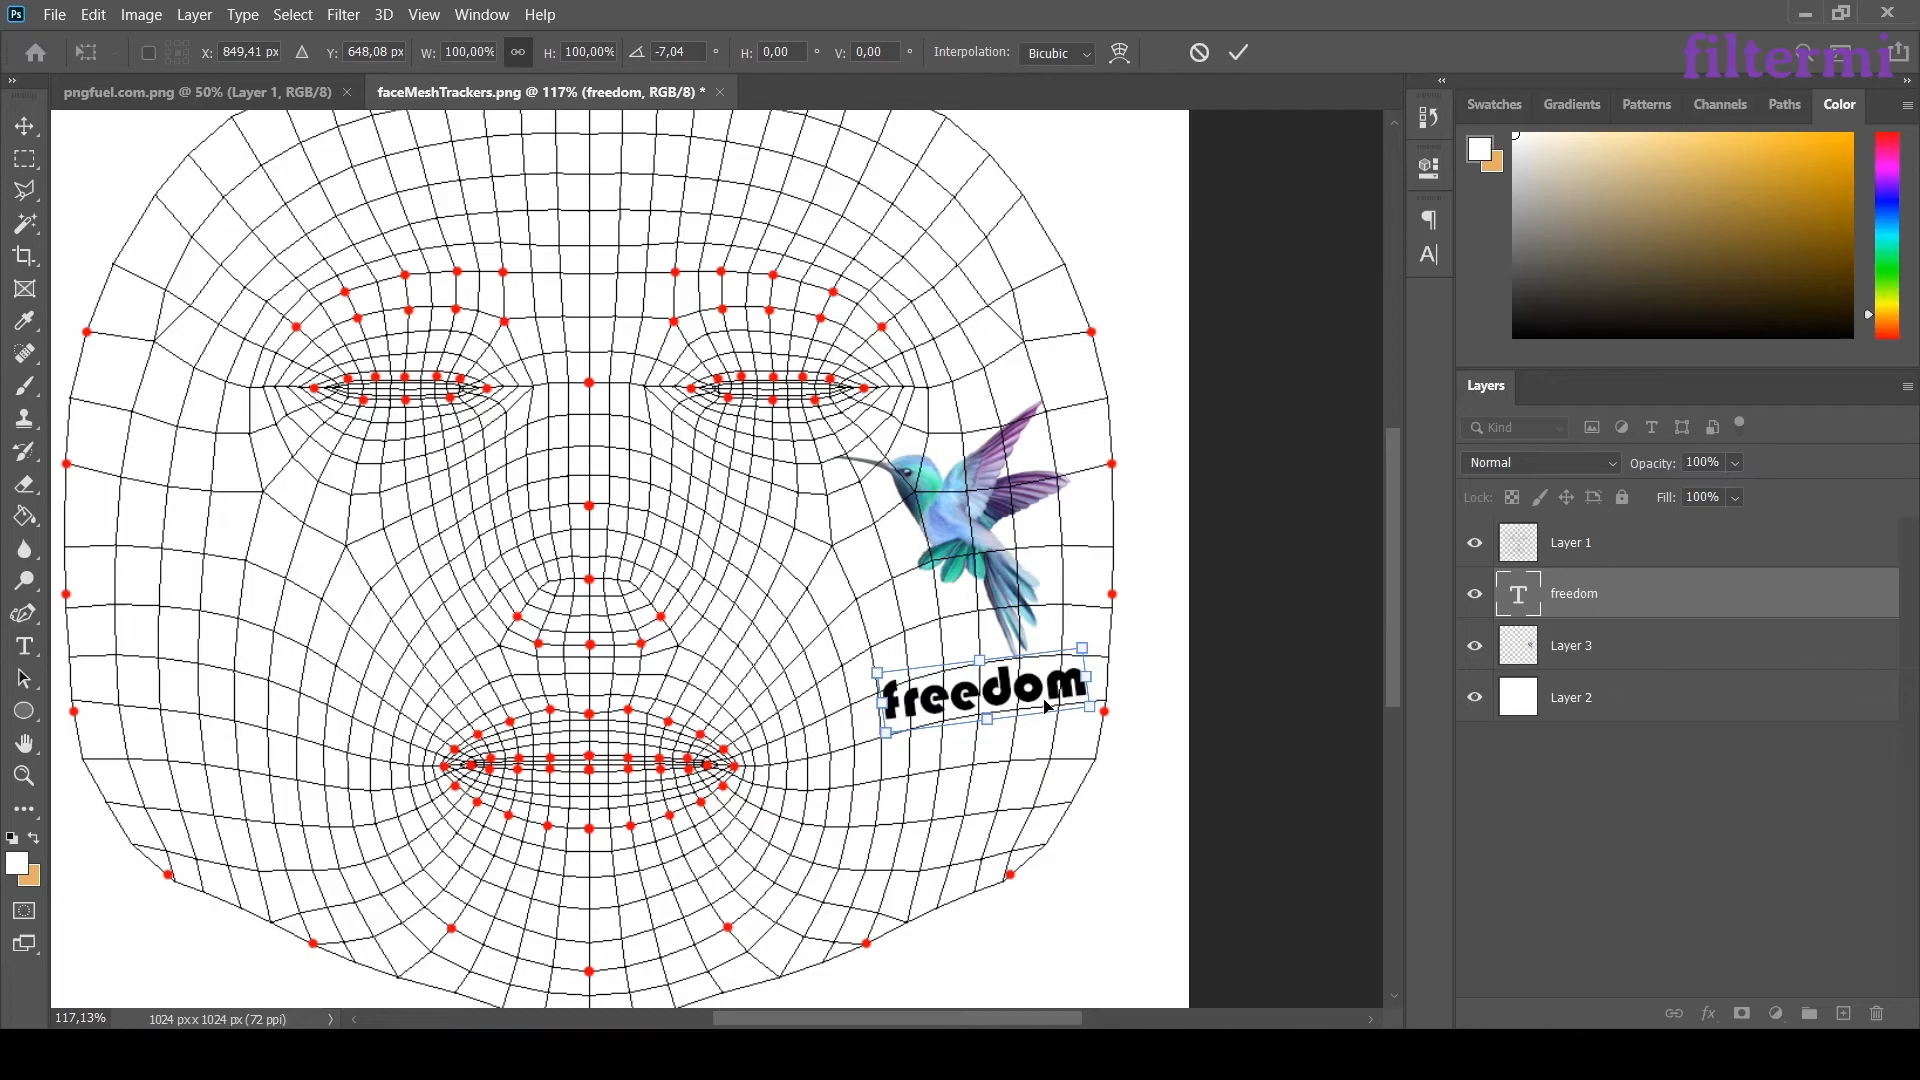 Ps File Edit Image Layer Type Select Filter 3D View Window Help
X: 849,41 px Y: 648,08 px W: 100,00% H: 100,00% -7,04 ° H: 0,00 ° V: 0,00 ° Interpolation: Bicubic
filtermi
pngfuel.com.png @ 50% (Layer 1, RGB/8) × faceMeshTrackers.png @ 117% (freedom, RGB/8) * ×
Swatches Gradients Patterns Channels Paths Color
Layers
Kind
Normal Opacity: 100%
Lock: Fill: 100%
Layer 1
freedom
Layer 3
Layer 2
freedom
117,13% 1024 px x 1024 px (72 ppi)